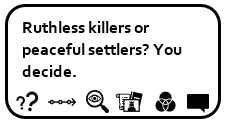 Ruthless killers or
peaceful settlers? You
decide.
??